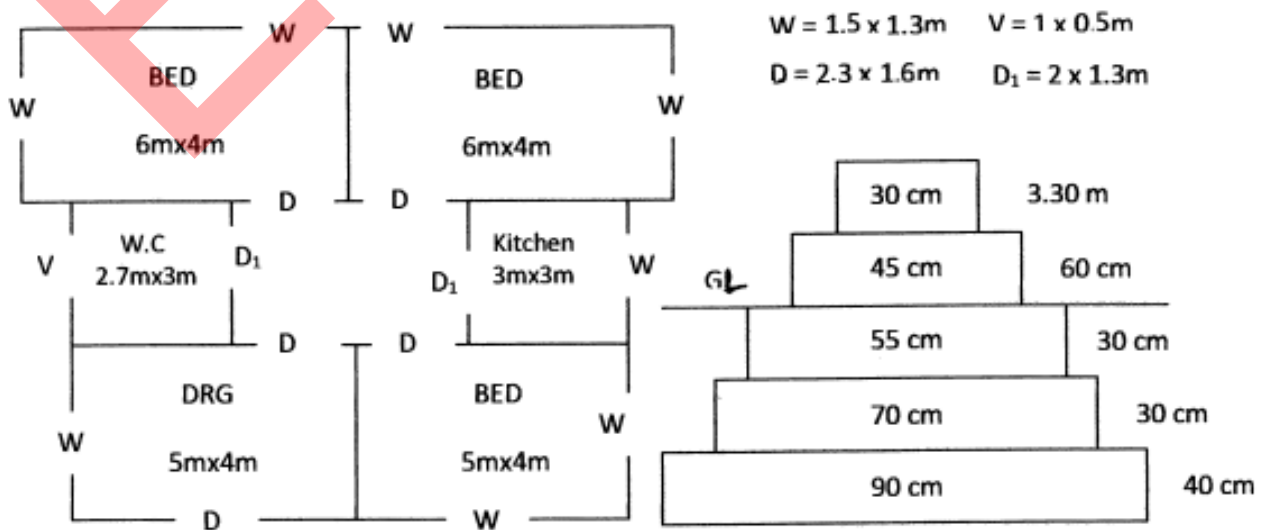 W = 1.5 x 1.3m V = 1 x 0.5m
D = 2.3 x 1.6m D₁ = 2 x 1.3m
W W
BED BED
W W
6mx4m 6mx4m
D D
W.C Kitchen
V 2.7mx3m D₁ D₁ 3mx3m W
D D
DRG BED
W W
5mx4m 5mx4m
D W
30 cm 3.30 m
45 cm 60 cm
GL
55 cm 30 cm
70 cm 30 cm
90 cm 40 cm